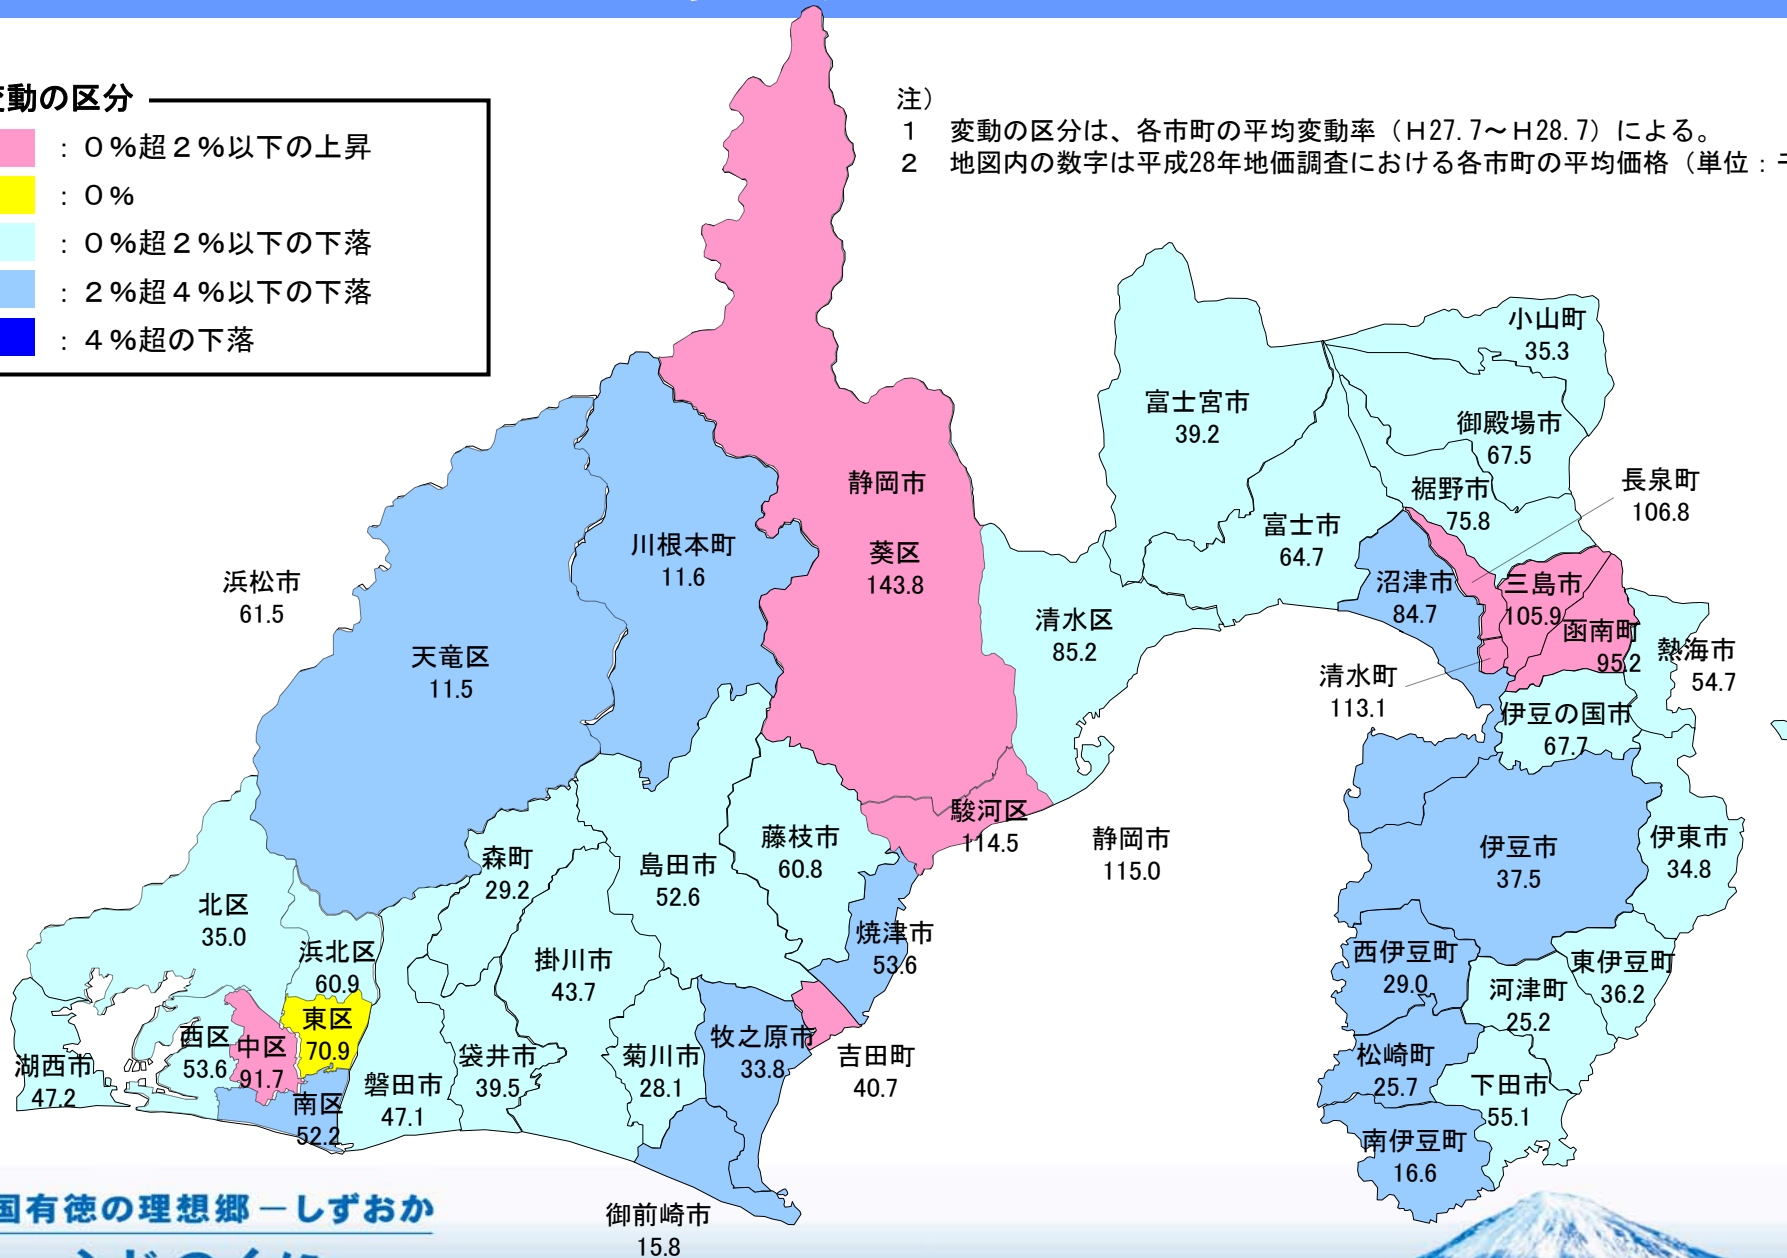 変動の区分
：０％超２％以下の上昇
：０％
：０％超２％以下の下落
：２％超４％以下の下落
：４％超の下落
注）
１　変動の区分は、各市町の平均変動率（Ｈ27.7～Ｈ28.7）による。
２　地図内の数字は平成28年地価調査における各市町の平均価格（単位：千
小山町
35.3
富士宮市
39.2
御殿場市
67.5
裾野市
75.8
長泉町
106.8
静岡市
葵区
143.8
富士市
64.7
川根本町
11.6
浜松市
61.5
沼津市
84.7
三島市
105.9
函南町
95.2
清水区
85.2
熱海市
54.7
天竜区
11.5
清水町
113.1
伊豆の国市
67.7
駿河区
114.5
静岡市
115.0
藤枝市
60.8
島田市
52.6
森町
29.2
伊豆市
37.5
伊東市
34.8
北区
35.0
浜北区
60.9
掛川市
43.7
焼津市
53.6
西伊豆町
29.0
東伊豆町
36.2
河津町
25.2
東区
70.9
西区
53.6
中区
91.7
湖西市
47.2
南区
52.2
磐田市
47.1
袋井市
39.5
菊川市
28.1
牧之原市
33.8
吉田町
40.7
松崎町
25.7
下田市
55.1
南伊豆町
16.6
御前崎市
15.8
国有徳の理想郷－しずおか